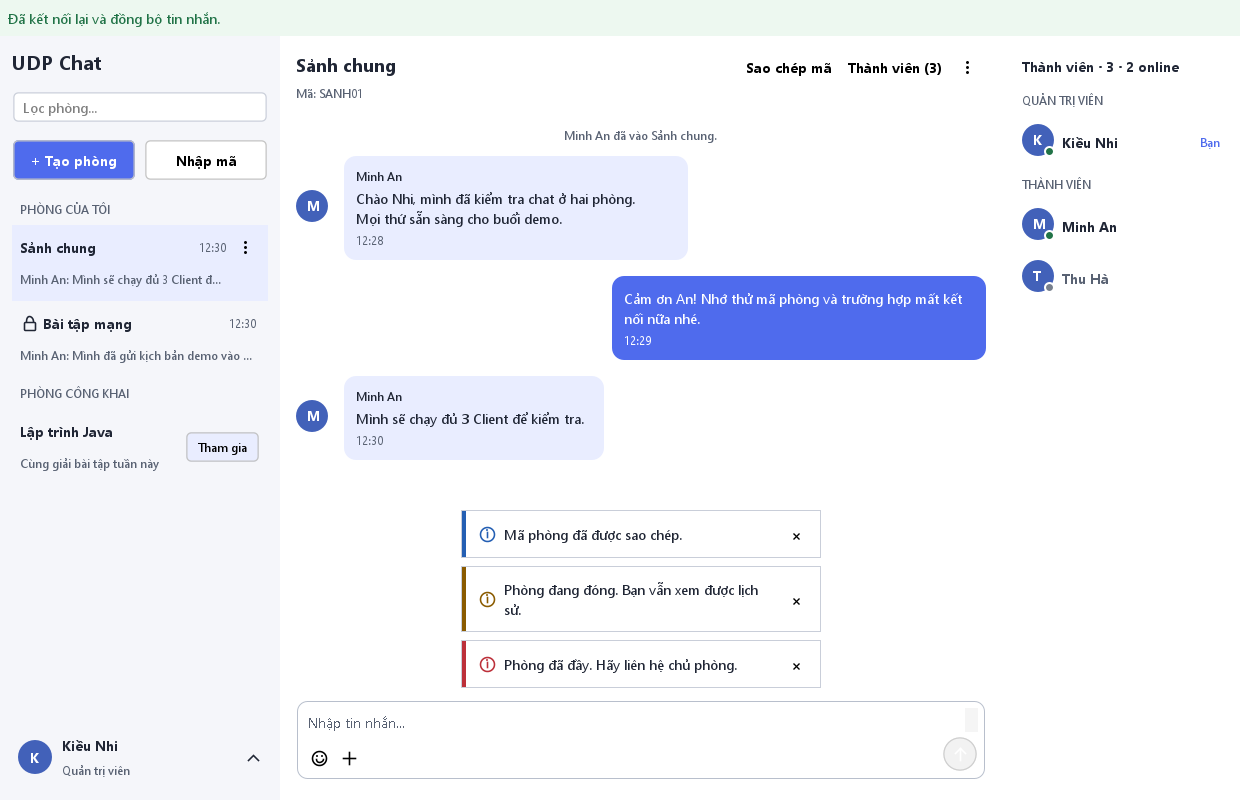 Đã kết nối lại và đồng bộ tin nhắn.
UDP Chat
Lọc phòng...
+ Tạo phòng
Nhập mã
PHÒNG CỦA TÔI
Sảnh chung
12:30
Minh An: Mình sẽ chạy đủ 3 Client đ...
Bài tập mạng
12:30
Minh An: Mình đã gửi kịch bản demo vào ...
PHÒNG CÔNG KHAI
Lập trình Java
Cùng giải bài tập tuần này
Tham gia
K
Kiều Nhi
Quản trị viên
Sảnh chung
Mã: SANH01
Sao chép mã
Thành viên (3)
Minh An đã vào Sảnh chung.
M
Minh An
Chào Nhi, mình đã kiểm tra chat ở hai phòng.
Mọi thứ sẵn sàng cho buổi demo.
12:28
Cảm ơn An! Nhớ thử mã phòng và trường hợp mất kết
nối nữa nhé.
12:29
M
Minh An
Mình sẽ chạy đủ 3 Client để kiểm tra.
12:30
Mã phòng đã được sao chép.
×
Phòng đang đóng. Bạn vẫn xem được lịch
sử.
×
Phòng đã đầy. Hãy liên hệ chủ phòng.
×
Nhập tin nhắn...
Thành viên · 3 · 2 online
QUẢN TRỊ VIÊN
K
Kiều Nhi
Bạn
THÀNH VIÊN
M
Minh An
T
Thu Hà